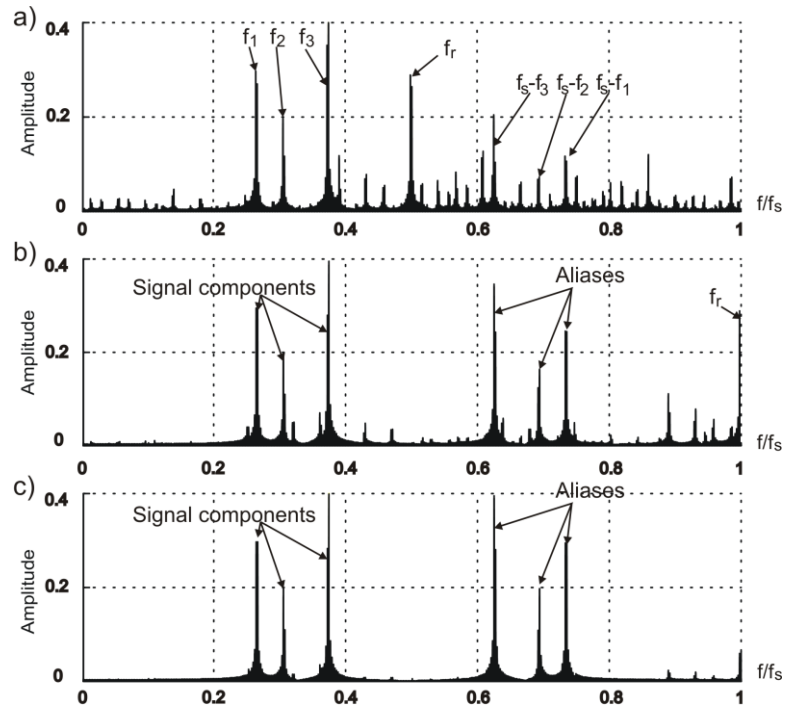 a)
0.4
f₁
f₂
f₃
fᵣ
fₛ-f₃
fₛ-f₂
fₛ-f₁
Amplitude
0.2
0
f/fₛ
0
0.2
0.4
0.6
0.8
1
b)
0.4
Signal components
Aliases
fᵣ
Amplitude
0.2
0
f/fₛ
0
0.2
0.4
0.6
0.8
1
c)
0.4
Signal components
Aliases
Amplitude
0.2
0
f/fₛ
0
0.2
0.4
0.6
0.8
1